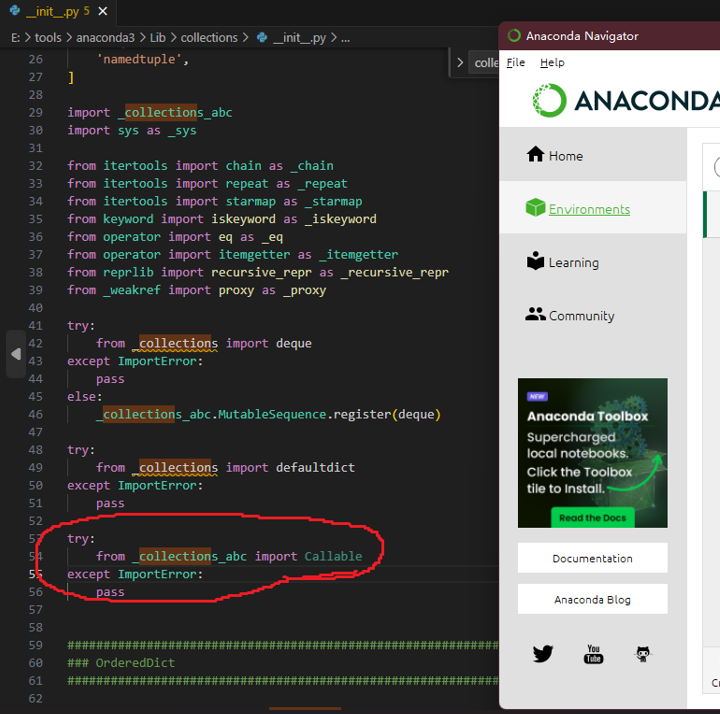 __init__.py 5 ×
E: > tools > anaconda3 > Lib > collections > __init__.py > ...
26 'namedtuple',
27 ]
28
29 import _collections_abc
30 import sys as _sys
31
32 from itertools import chain as _chain
33 from itertools import repeat as _repeat
34 from itertools import starmap as _starmap
35 from keyword import iskeyword as _iskeyword
36 from operator import eq as _eq
37 from operator import itemgetter as _itemgetter
38 from reprlib import recursive_repr as _recursive_repr
39 from _weakref import proxy as _proxy
40
41 try:
42 from _collections import deque
43 except ImportError:
44 pass
45 else:
46 _collections_abc.MutableSequence.register(deque)
47
48 try:
49 from _collections import defaultdict
50 except ImportError:
51 pass
52
53 try:
54 from _collections_abc import Callable
55 except ImportError:
56 pass
57
58
59 ################################################################
60 ### OrderedDict
61 ################################################################
62
> colle
Anaconda Navigator
File Help
ANACONDA
Home
Environments
Learning
Community
NEW
Anaconda Toolbox
Supercharged
local notebooks.
Click the Toolbox
tile to Install.
Read the Docs
Documentation
Anaconda Blog
You
Tube